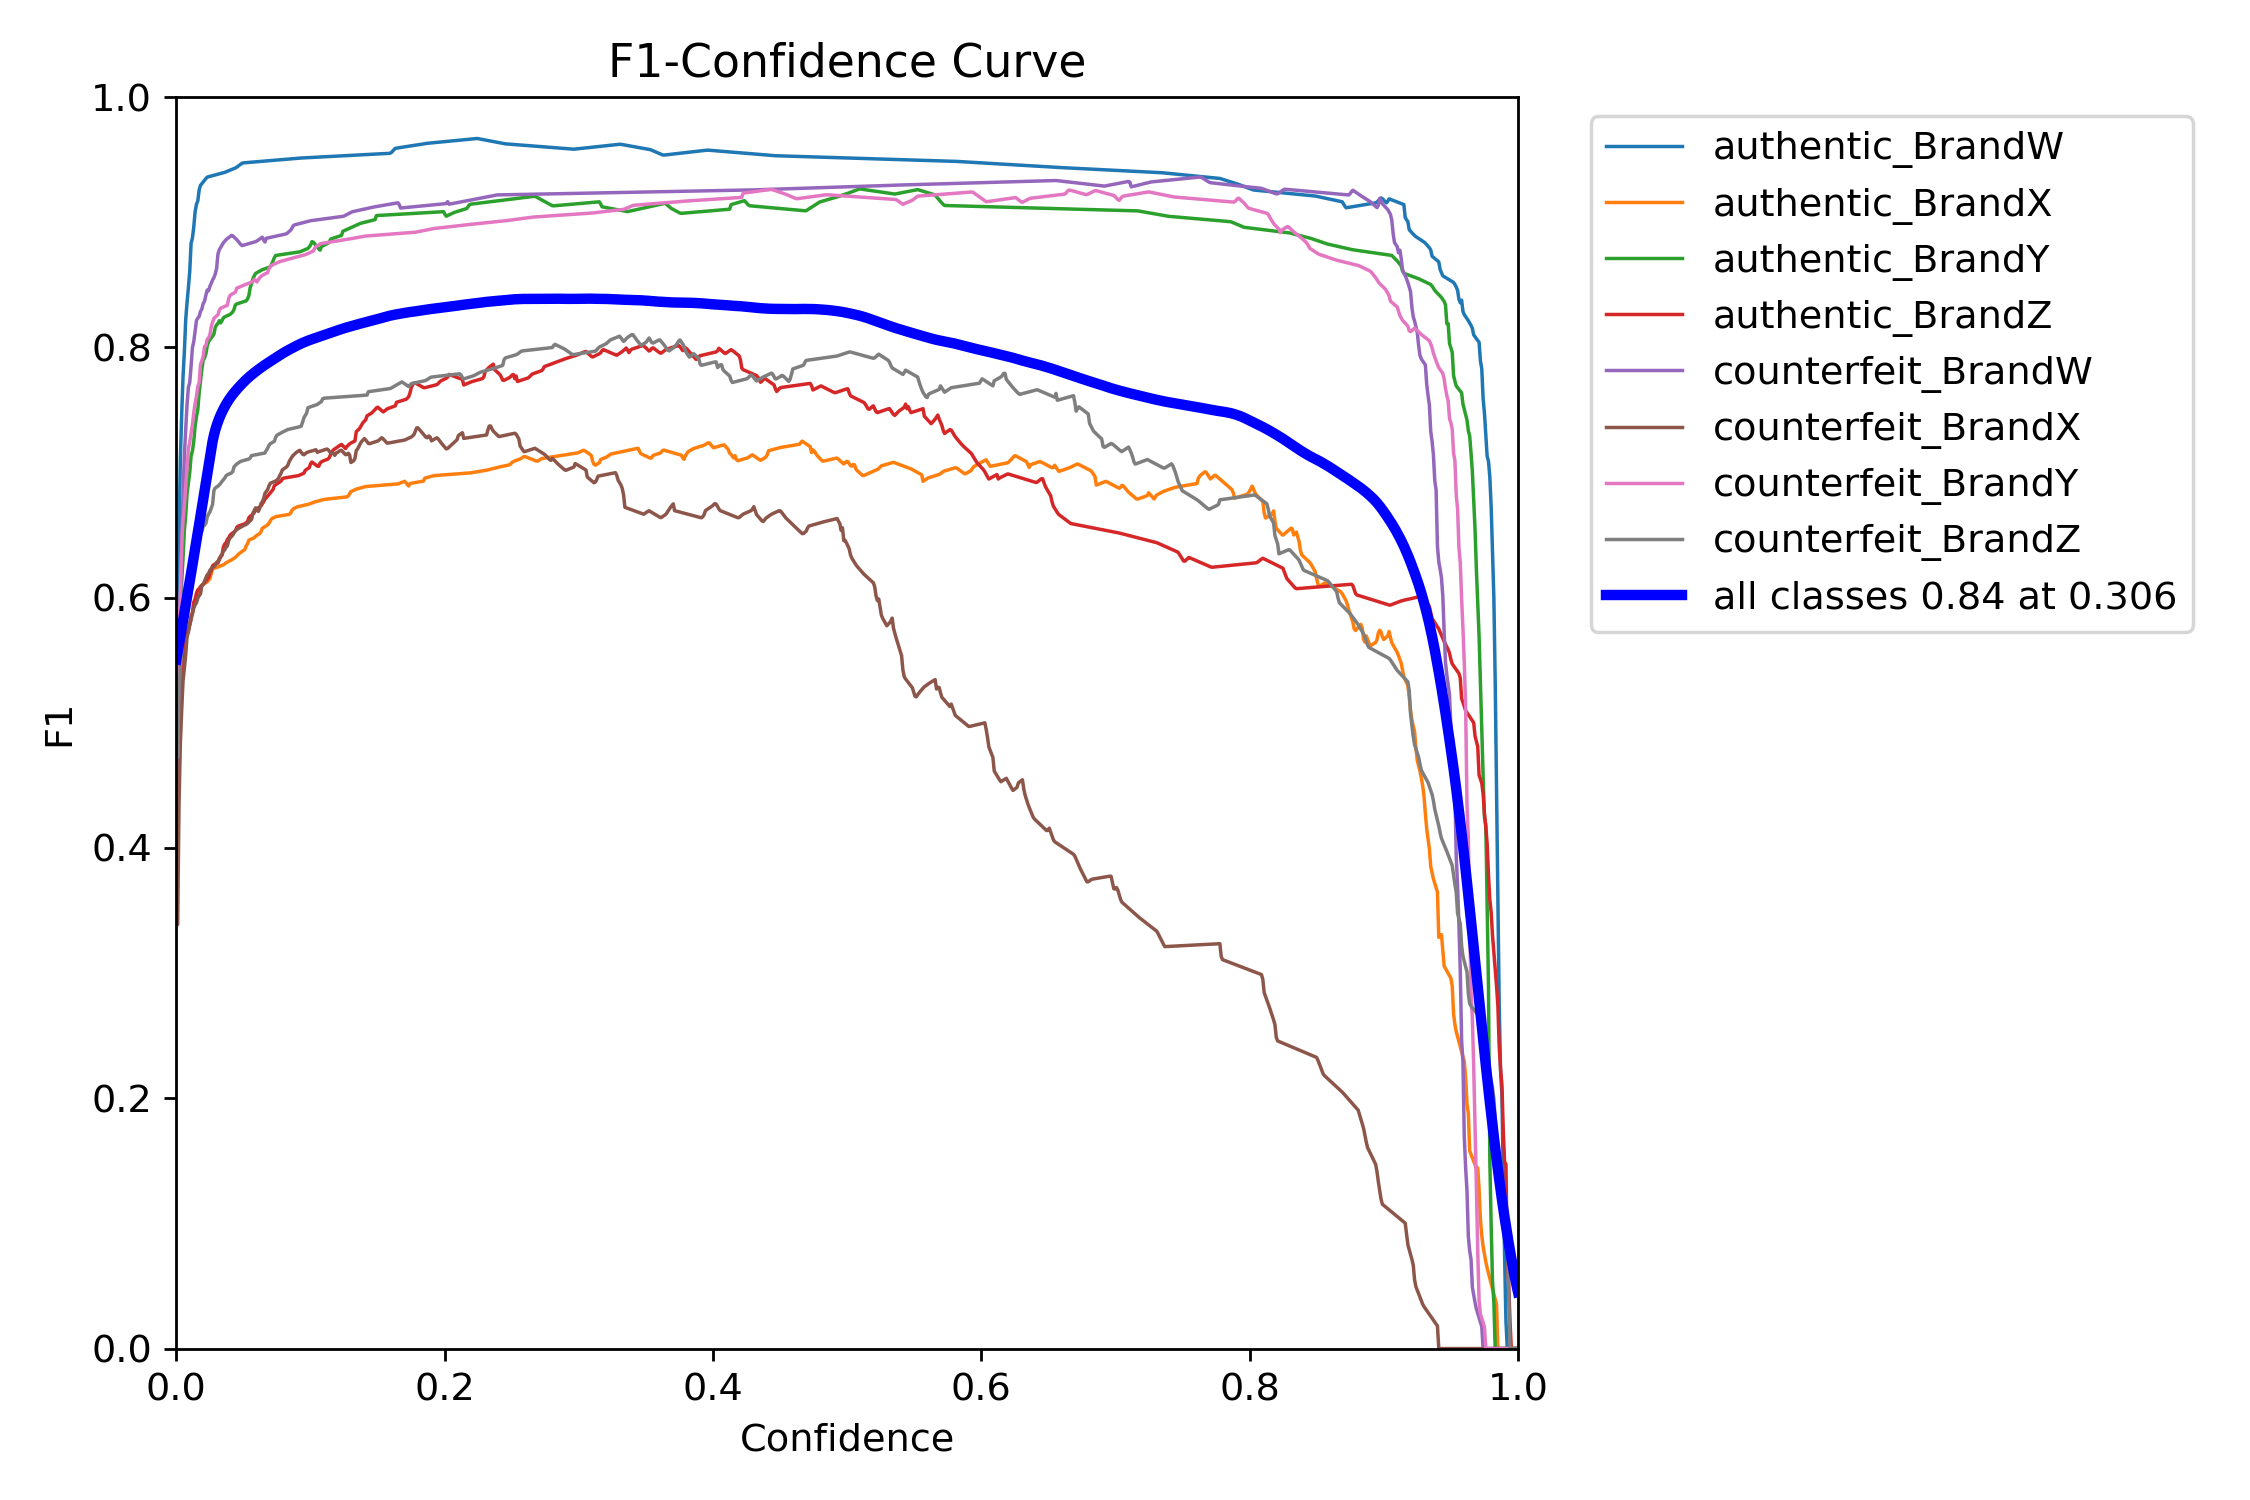 F1-Confidence Curve
1.0
0.8
0.6
0.4
0.2
0.0
F1
0.0 0.2 0.4 0.6 0.8 1.0
Confidence
authentic_BrandW
authentic_BrandX
authentic_BrandY
authentic_BrandZ
counterfeit_BrandW
counterfeit_BrandX
counterfeit_BrandY
counterfeit_BrandZ
all classes 0.84 at 0.306